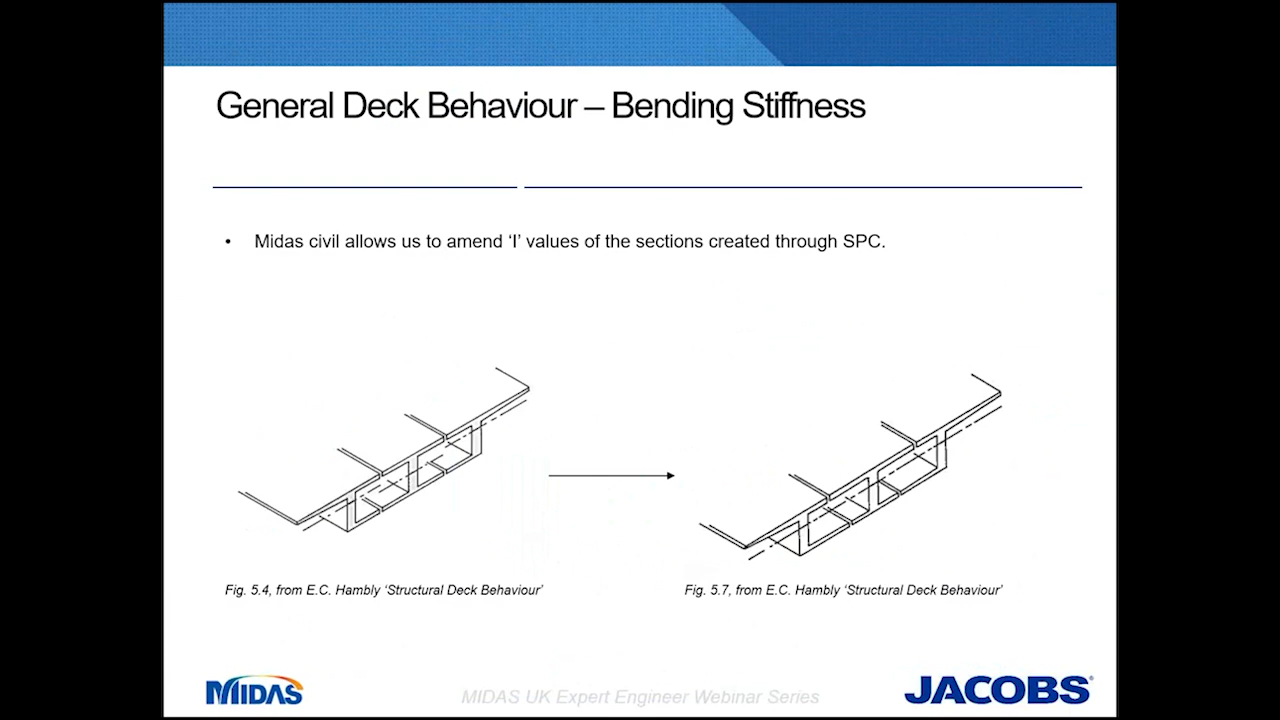 General Deck Behaviour – Bending Stiffness
• Midas civil allows us to amend ‘I’ values of the sections created through SPC.
Fig. 5.4, from E.C. Hambly ‘Structural Deck Behaviour’
Fig. 5.7, from E.C. Hambly ‘Structural Deck Behaviour’
MIDAS
MIDAS UK Expert Engineer Webinar Series
JACOBS®